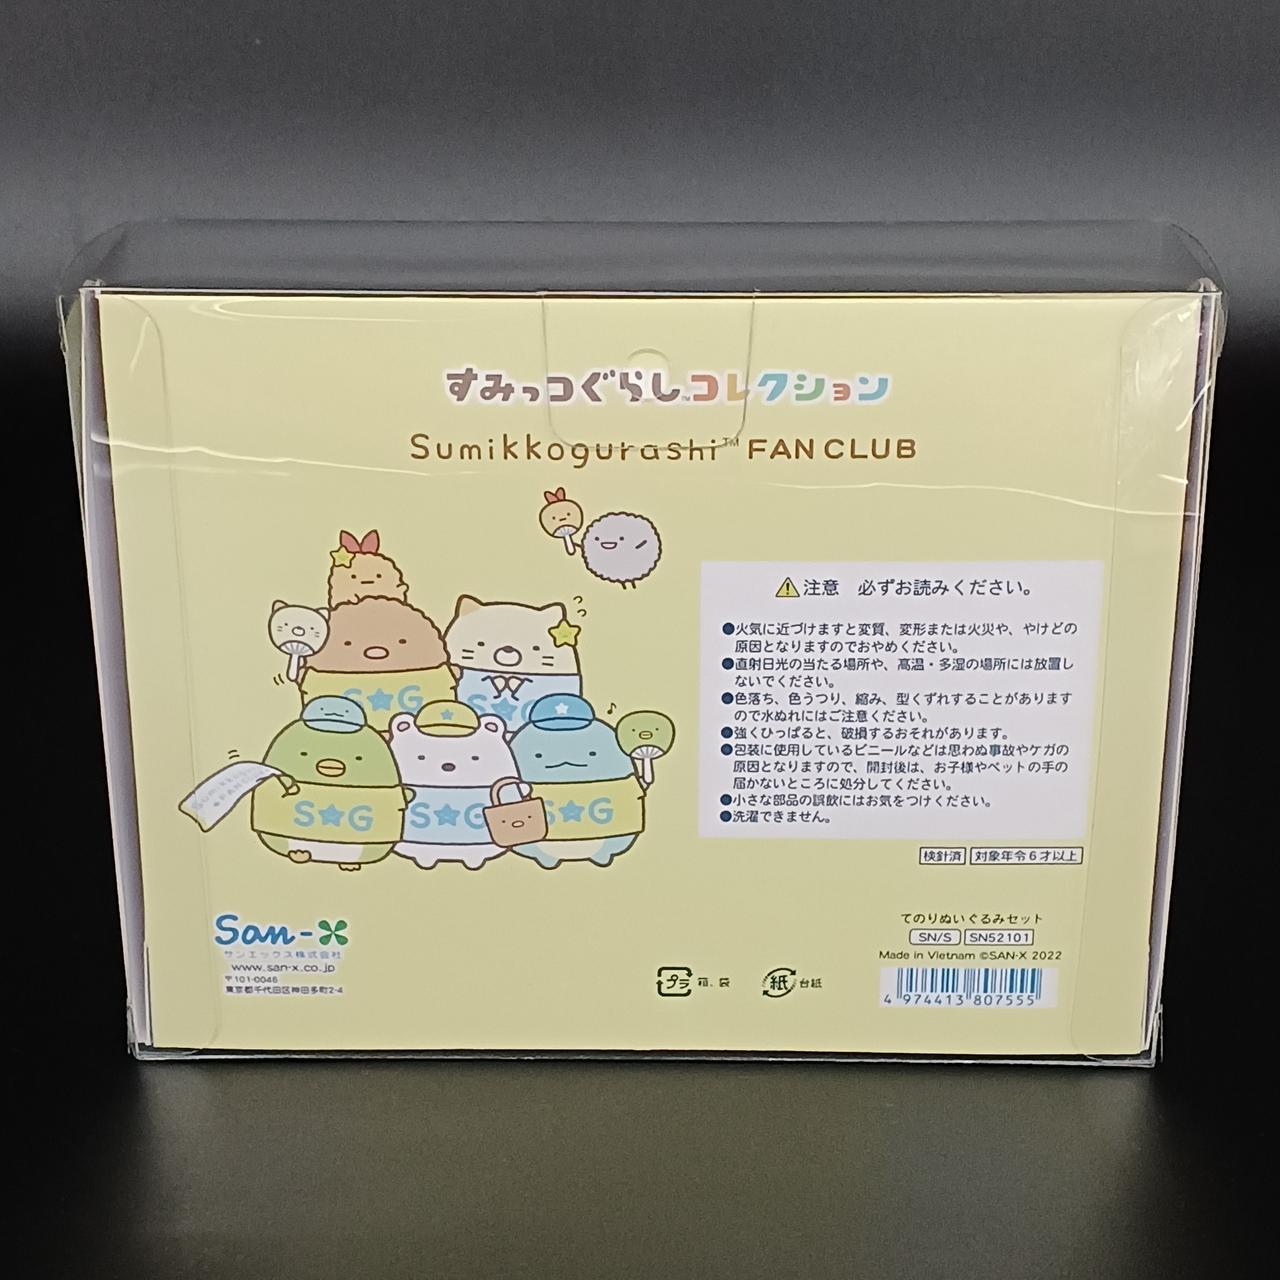 すみっコぐらし™コレクション
Sumikkogurashi™ FAN CLUB
注意 必ずお読みください。
●火気に近づけますと変質、変形または火災や、やけどの
原因となりますのでおやめください。
●直射日光の当たる場所や、高温・多湿の場所には放置し
ないでください。
●色落ち、色うつり、縮み、型くずれすることがあります
ので水ぬれにはご注意ください。
●強くひっぱると、破損するおそれがあります。
●包装に使用しているビニールなどは思わぬ事故やケガの
原因となりますので、開封後は、お子様やペットの手の
届かないところに処分してください。
●小さな部品の誤飲にはお気をつけください。
●洗濯できません。
検針済 対象年令6才以上
S★G
S★G
S★G
S★G
S★G
Sumikkogu
★FANCLU
San-X
サンエックス株式会社
www.san-x.co.jp
〒101-0046
東京都千代田区神田多町2-4
プラ 箱、袋
紙 台紙
てのりぬいぐるみセット
SN/S SN52101
Made in Vietnam ©SAN-X 2022
4 974413 807555